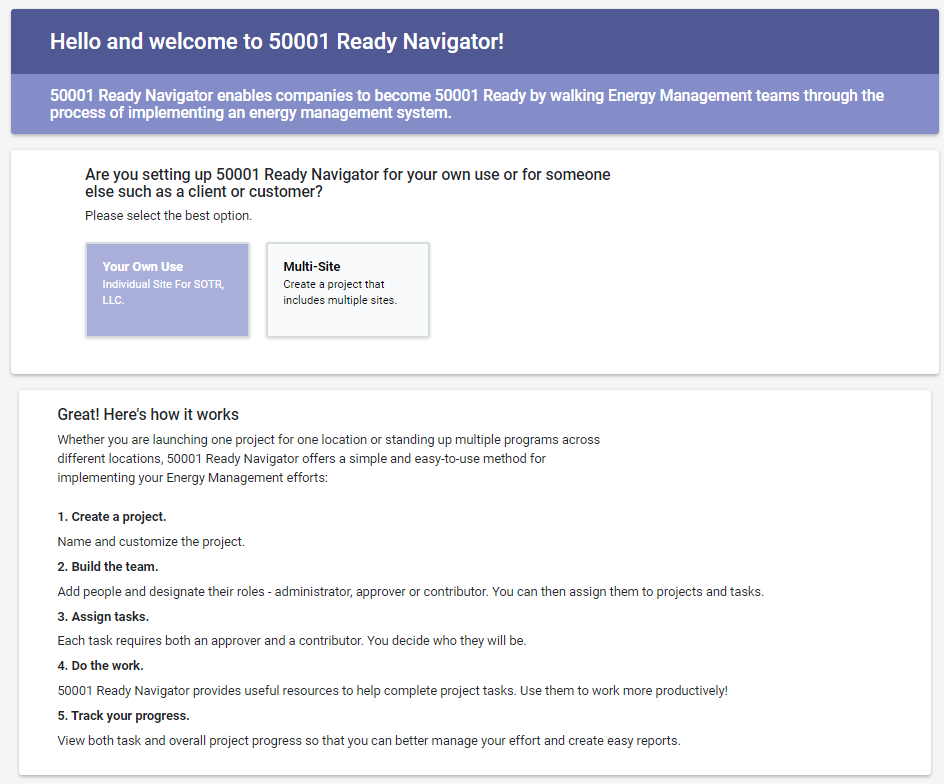 Hello and welcome to 50001 Ready Navigator!
50001 Ready Navigator enables companies to become 50001 Ready by walking Energy Management teams through the
process of implementing an energy management system.
Are you setting up 50001 Ready Navigator for your own use or for someone
else such as a client or customer?
Please select the best option.
Your Own Use
Individual Site For SOTR,
LLC.
Multi-Site
Create a project that
includes multiple sites.
Great! Here's how it works
Whether you are launching one project for one location or standing up multiple programs across
different locations, 50001 Ready Navigator offers a simple and easy-to-use method for
implementing your Energy Management efforts:
1. Create a project.
Name and customize the project.
2. Build the team.
Add people and designate their roles - administrator, approver or contributor. You can then assign them to projects and tasks.
3. Assign tasks.
Each task requires both an approver and a contributor. You decide who they will be.
4. Do the work.
50001 Ready Navigator provides useful resources to help complete project tasks. Use them to work more productively!
5. Track your progress.
View both task and overall project progress so that you can better manage your effort and create easy reports.